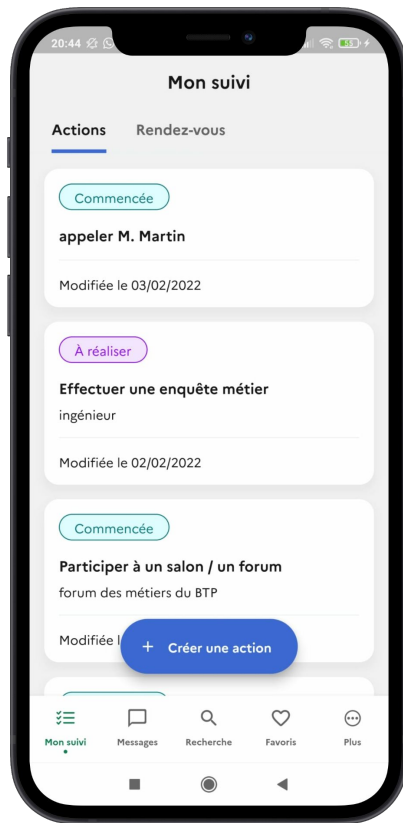 20:44
Mon suivi
Actions Rendez-vous
Commencée
appeler M. Martin
Modifiée le 03/02/2022
À réaliser
Effectuer une enquête métier
ingénieur
Modifiée le 02/02/2022
Commencée
Participer à un salon / un forum
forum des métiers du BTP
Modifiée
+ Créer une action
Mon suivi Messages Recherche Favoris Plus